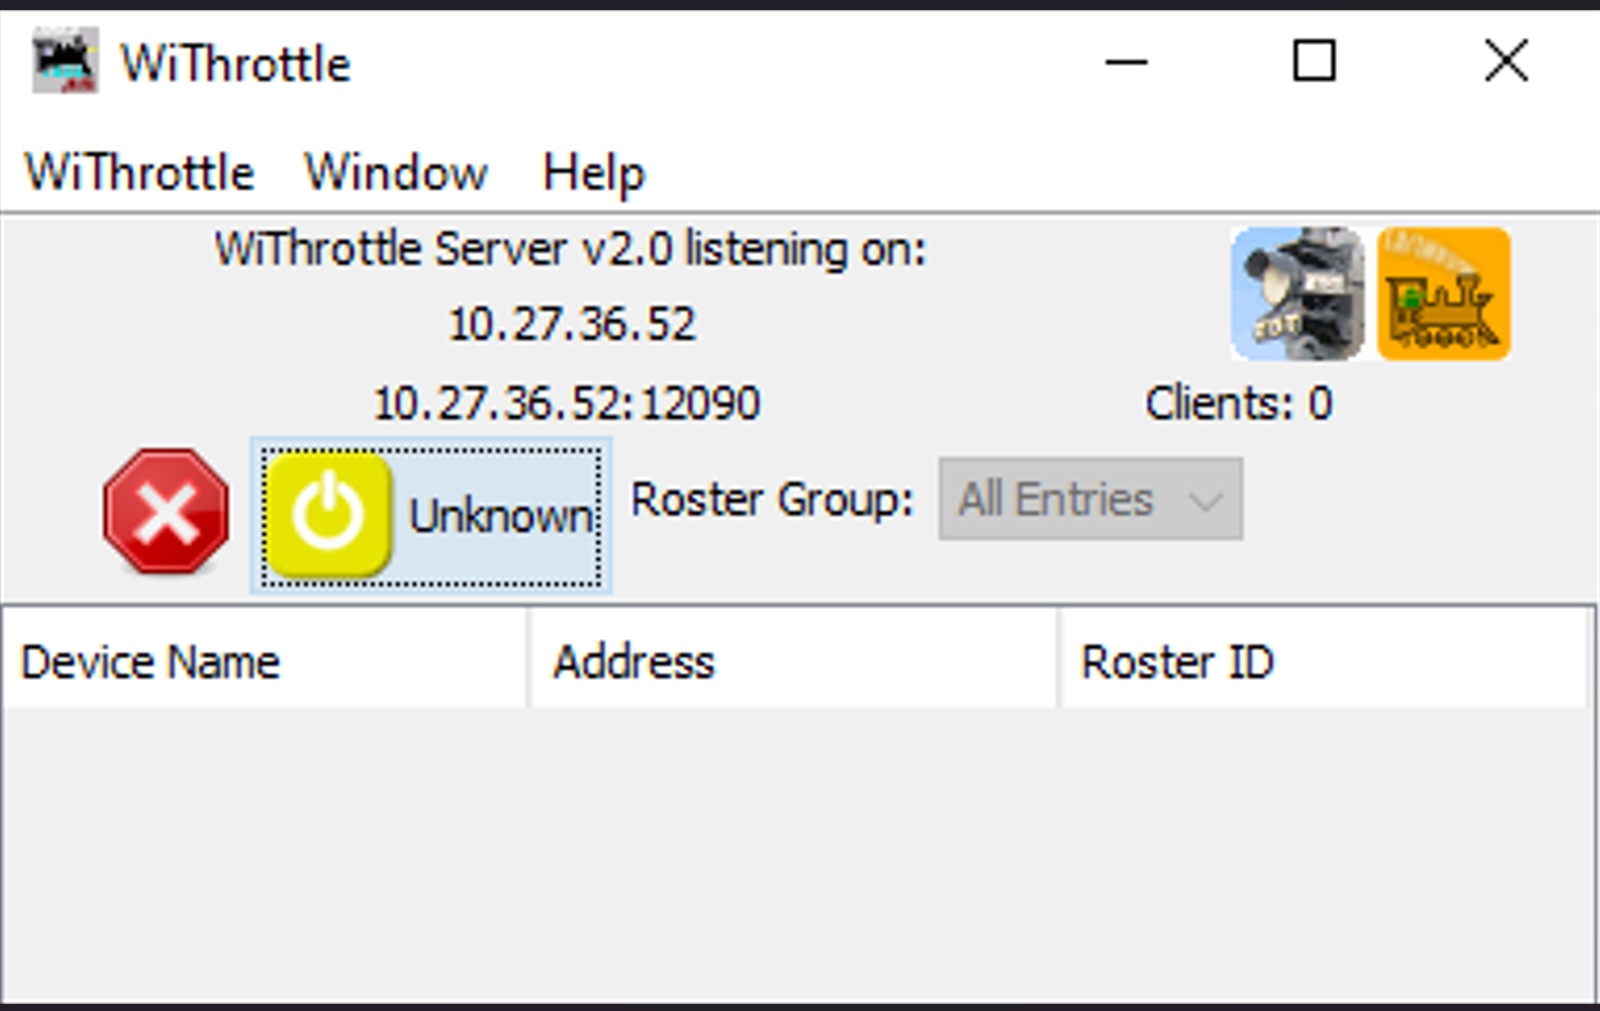 WiThrottle
WiThrottle Window Help
WiThrottle Server v2.0 listening on:
10.27.36.52
10.27.36.52:12090 Clients: 0
Unknown Roster Group: All Entries
Device Name Address Roster ID